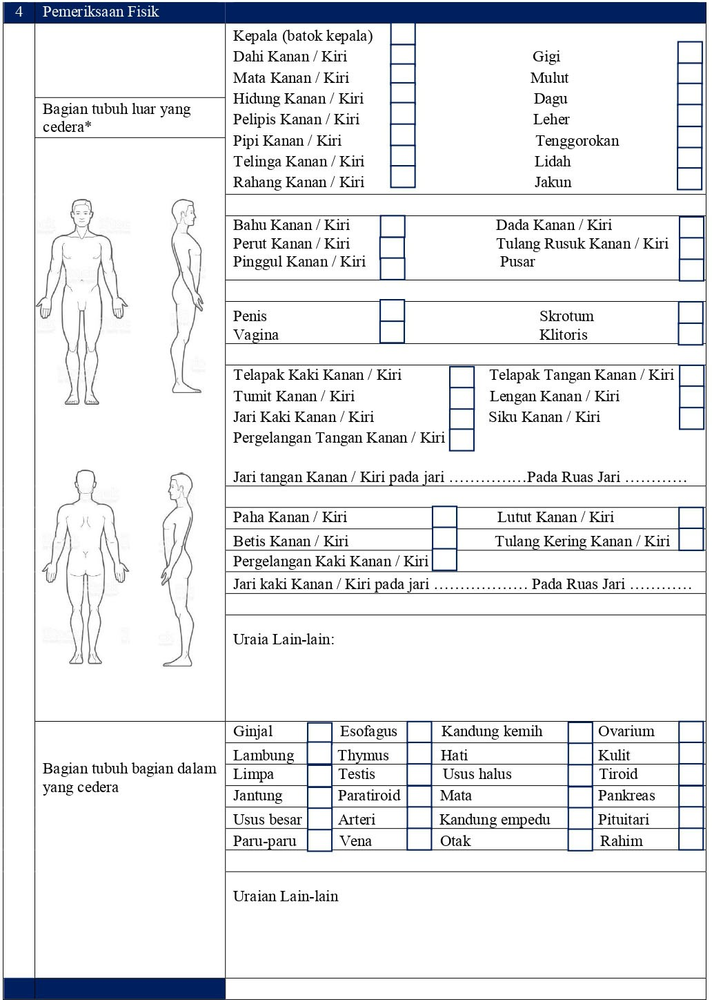 4 Pemeriksaan Fisik
Kepala (batok kepala)
Dahi Kanan / Kiri Gigi
Mata Kanan / Kiri Mulut
Hidung Kanan / Kiri Dagu
Pelipis Kanan / Kiri Leher
Pipi Kanan / Kiri Tenggorokan
Telinga Kanan / Kiri Lidah
Rahang Kanan / Kiri Jakun
Bagian tubuh luar yang
cedera*
Bahu Kanan / Kiri Dada Kanan / Kiri
Perut Kanan / Kiri Tulang Rusuk Kanan / Kiri
Pinggul Kanan / Kiri Pusar
Penis Skrotum
Vagina Klitoris
Telapak Kaki Kanan / Kiri Telapak Tangan Kanan / Kiri
Tumit Kanan / Kiri Lengan Kanan / Kiri
Jari Kaki Kanan / Kiri Siku Kanan / Kiri
Pergelangan Tangan Kanan / Kiri
Jari tangan Kanan / Kiri pada jari ……………Pada Ruas Jari …………
Paha Kanan / Kiri Lutut Kanan / Kiri
Betis Kanan / Kiri Tulang Kering Kanan / Kiri
Pergelangan Kaki Kanan / Kiri
Jari kaki Kanan / Kiri pada jari ……………… Pada Ruas Jari …………
Uraia Lain-lain:
Bagian tubuh bagian dalam
yang cedera
Ginjal Esofagus Kandung kemih Ovarium
Lambung Thymus Hati Kulit
Limpa Testis Usus halus Tiroid
Jantung Paratiroid Mata Pankreas
Usus besar Arteri Kandung empedu Pituitari
Paru-paru Vena Otak Rahim
Uraian Lain-lain